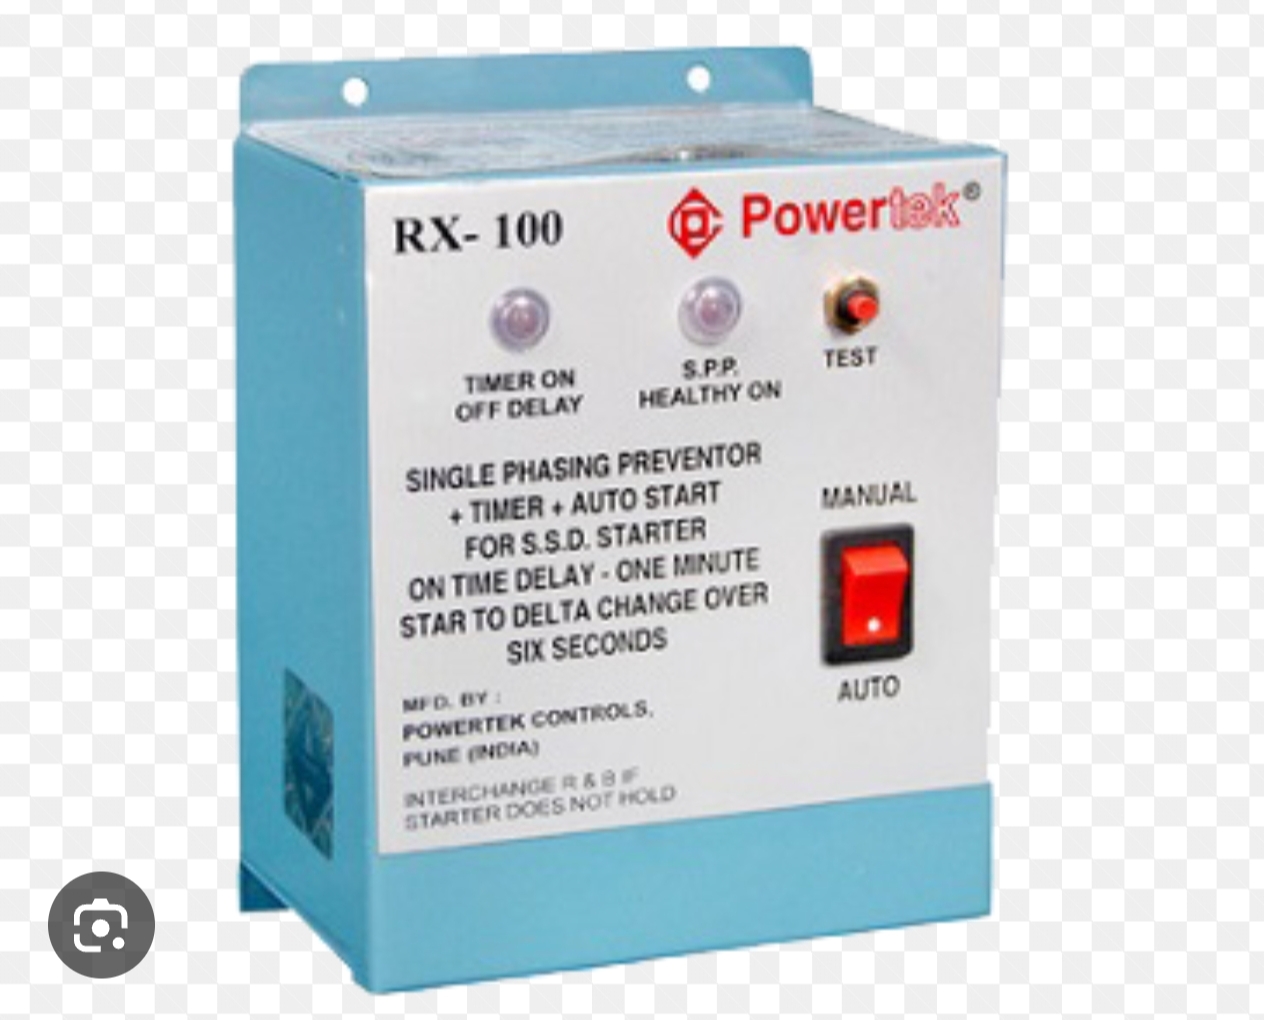 RX- 100
Powertek®
TIMER ON
OFF DELAY
S.P.P.
HEALTHY ON
TEST
SINGLE PHASING PREVENTOR
+ TIMER + AUTO START
FOR S.S.D. STARTER
ON TIME DELAY - ONE MINUTE
STAR TO DELTA CHANGE OVER
SIX SECONDS
MANUAL
AUTO
MFD. BY :
POWERTEK CONTROLS,
PUNE (INDIA)
INTERCHANGE R & B IF
STARTER DOES NOT HOLD